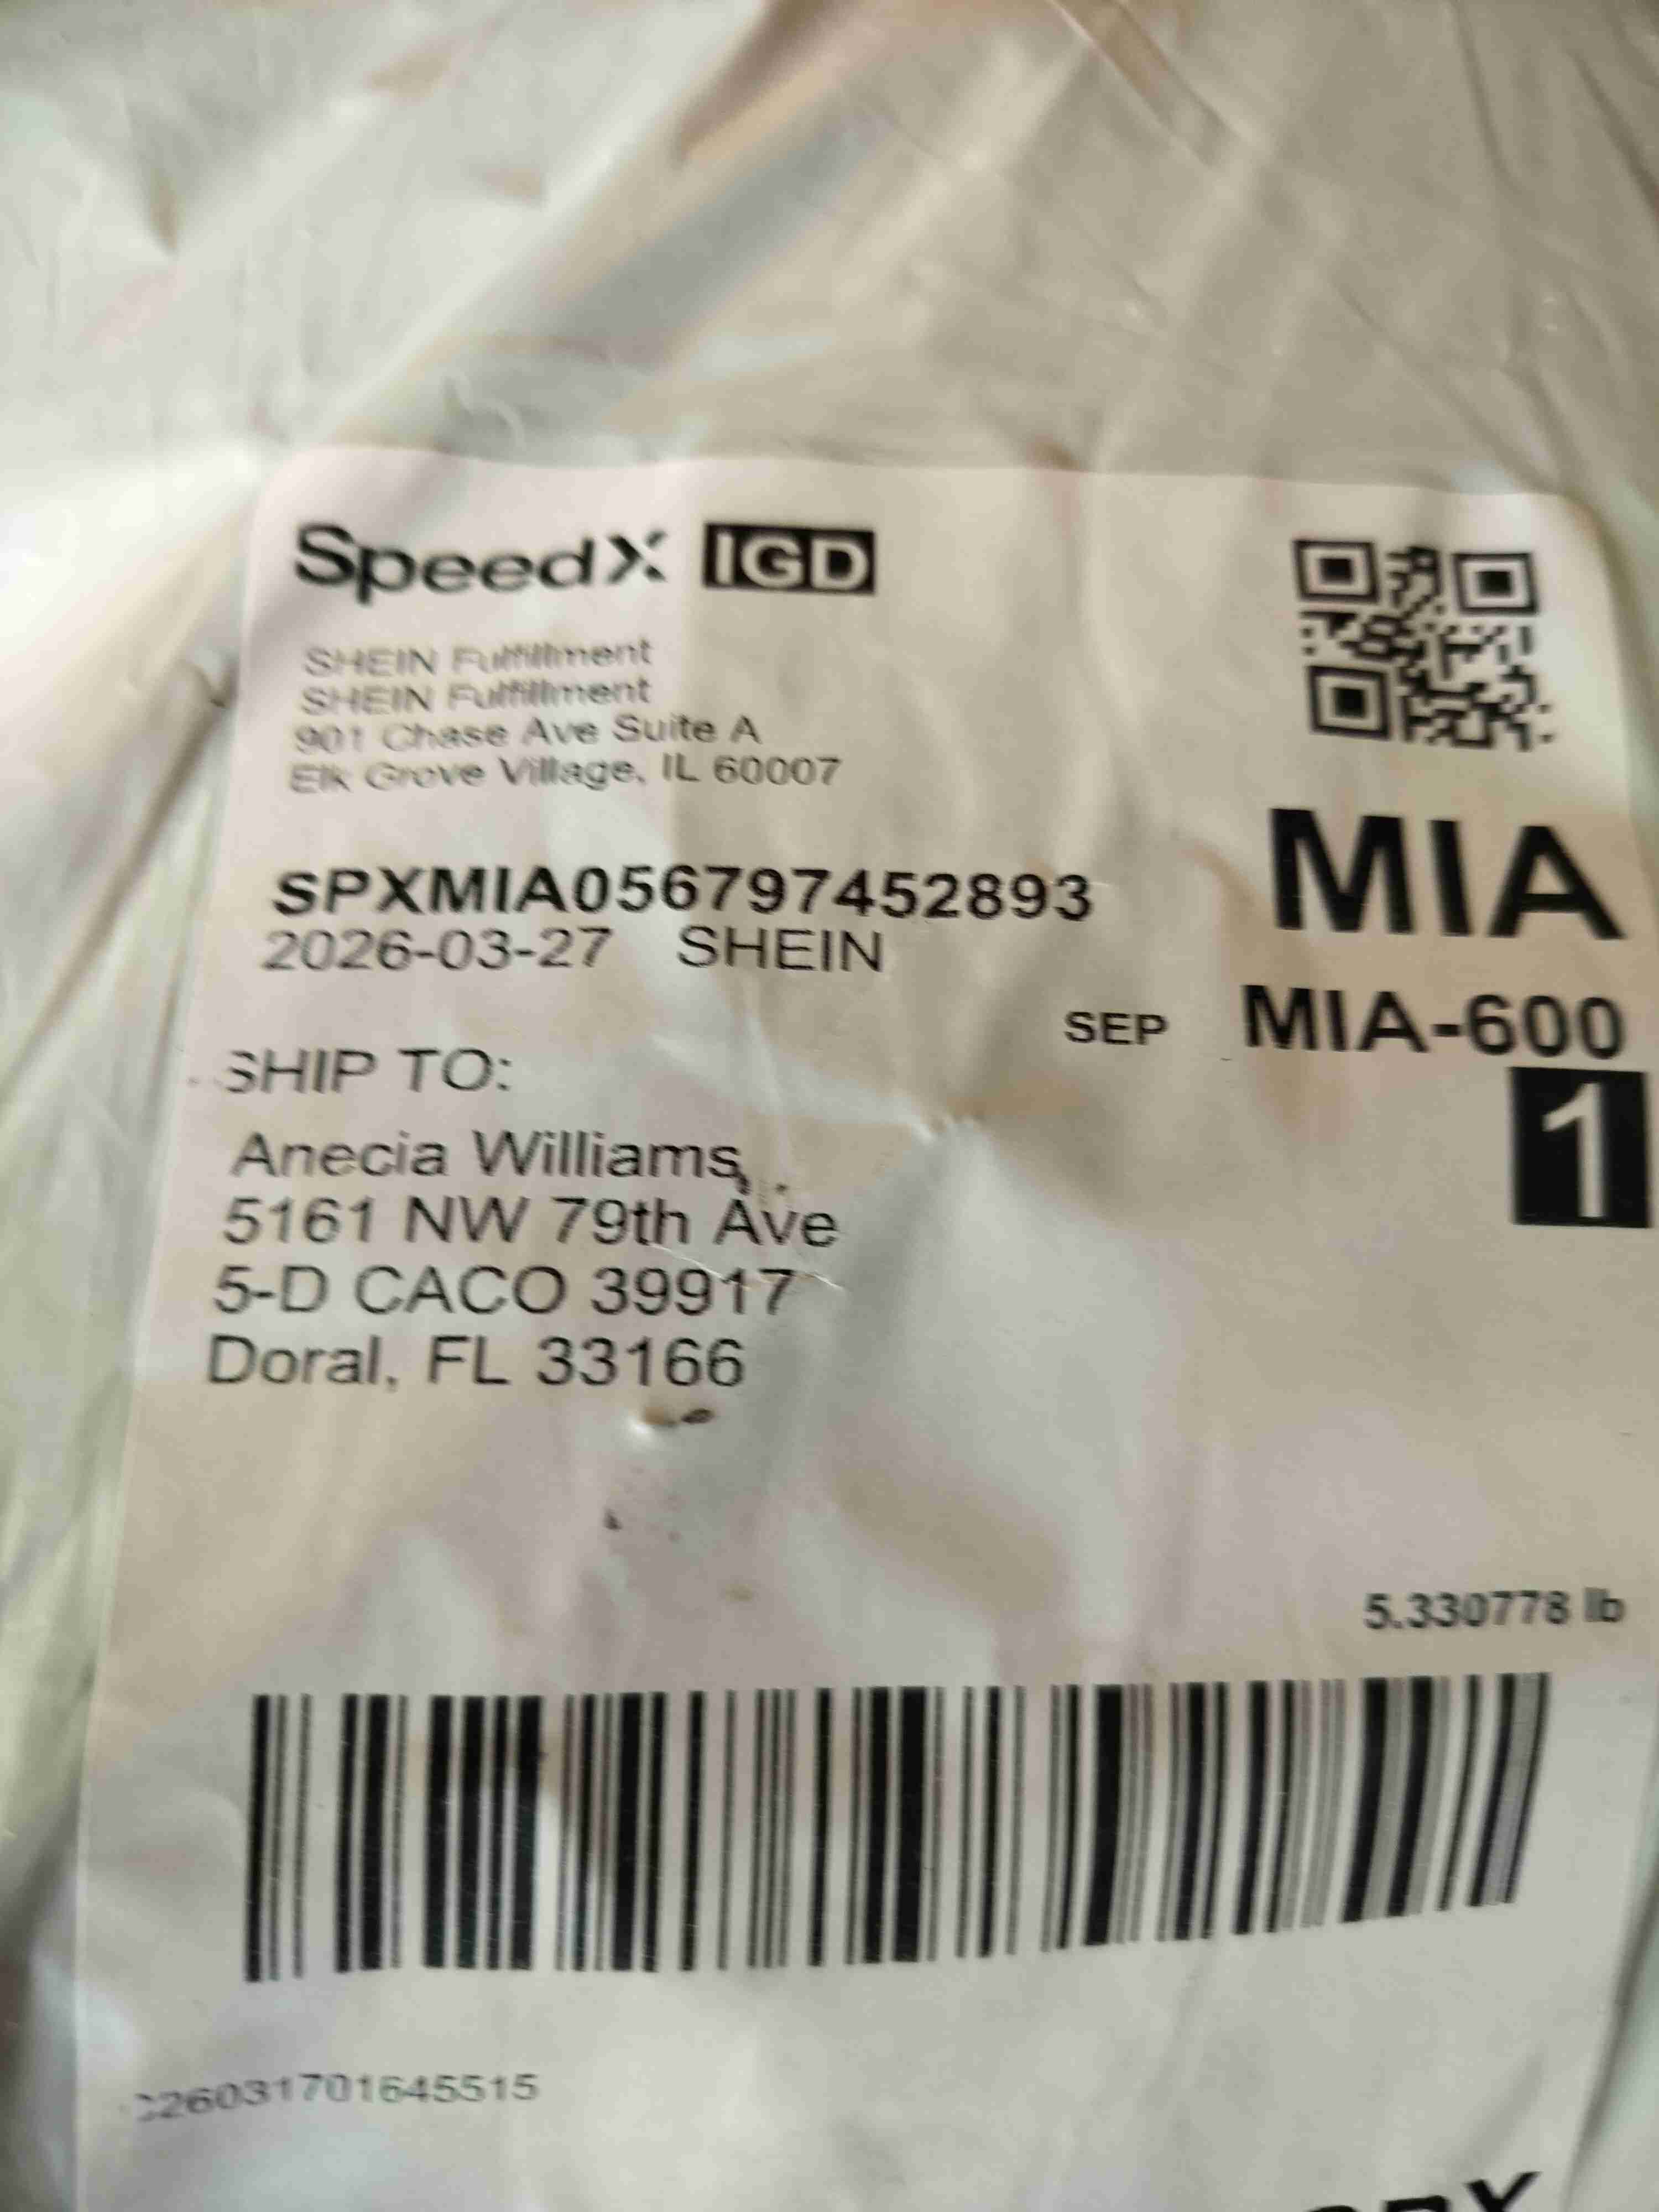 SpeedX IGD
SHEIN Fulfillment
SHEIN Fulfillment
901 Chase Ave Suite A
Elk Grove Village, IL 60007
MIA
SPXMIA056797452893
2026-03-27 SHEIN
SEP MIA-600
1
SHIP TO:
Anecia Williams
5161 NW 79th Ave
5-D CACO 39917
Doral, FL 33166
5.330778 lb